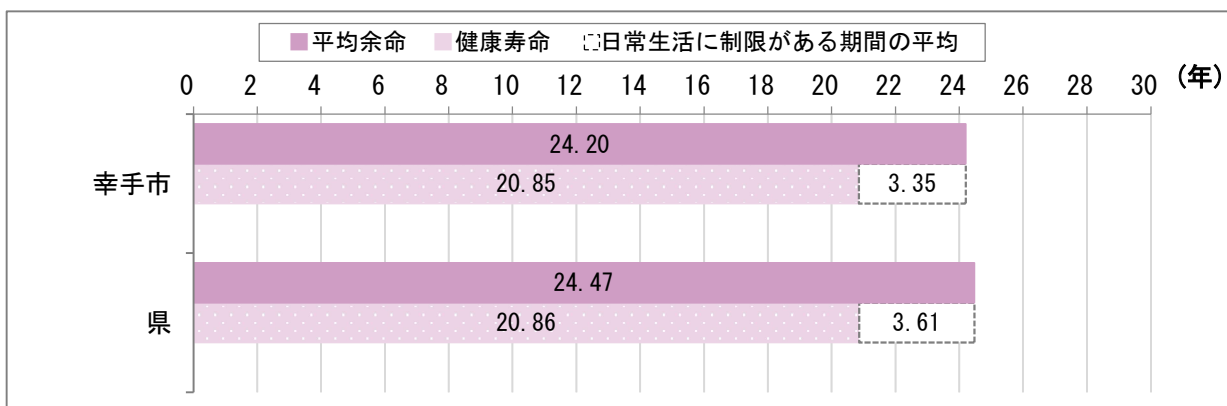 平均余命 健康寿命 日常生活に制限がある期間の平均
0 2 4 6 8 10 12 14 16 18 20 22 24 26 28 30 (年)
24.20
幸手市
20.85 3.35
24.47
県
20.86 3.61